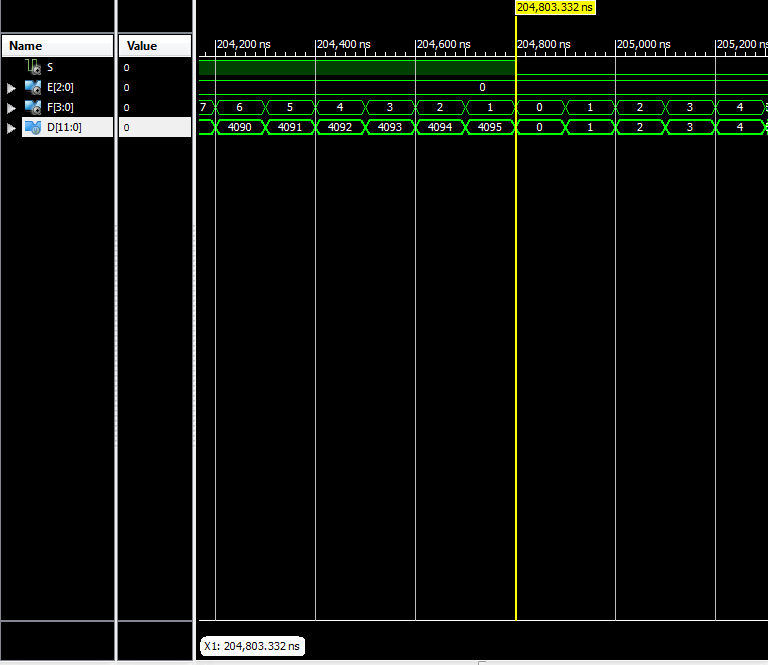 204,803.332 ns
Name Value
204,200 ns 204,400 ns 204,600 ns 204,800 ns 205,000 ns 205,200 ns
S 0
E[2:0] 0 0
F[3:0] 0 7 6 5 4 3 2 1 0 1 2 3 4
D[11:0] 0 4090 4091 4092 4093 4094 4095 0 1 2 3 4
X1: 204,803.332 ns